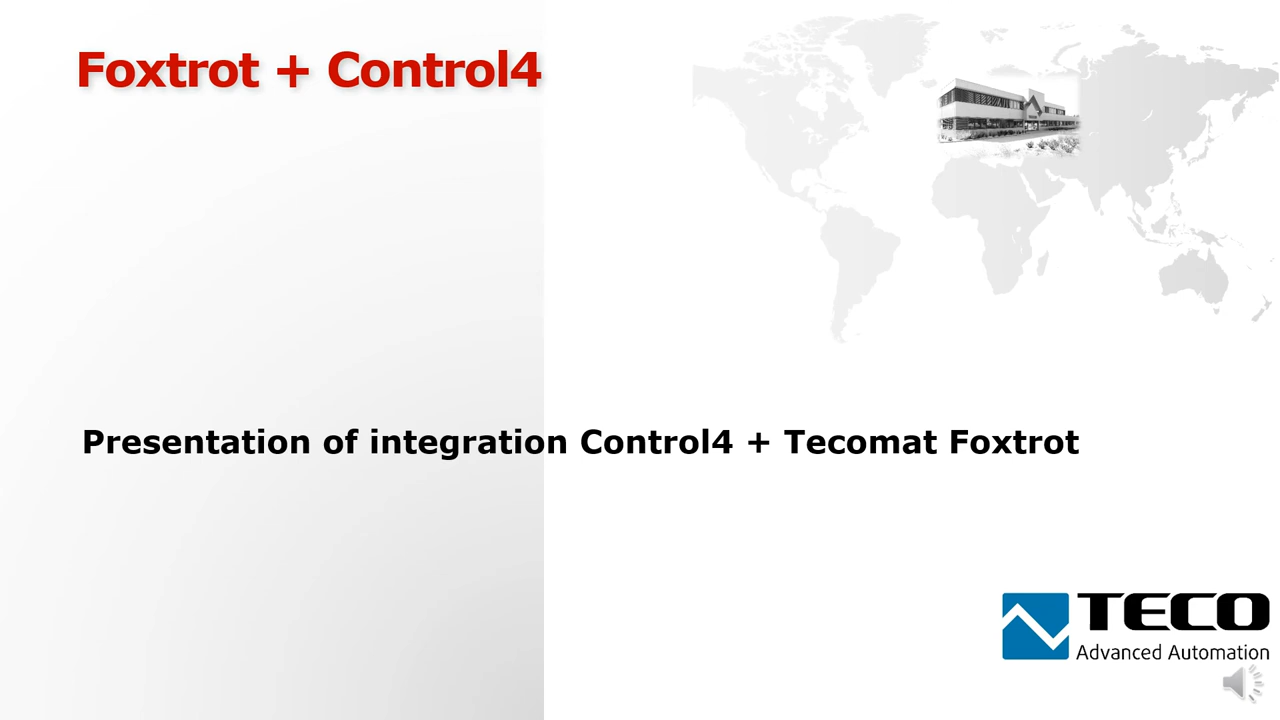 Foxtrot + Control4
Presentation of integration Control4 + Tecomat Foxtrot
TECO
Advanced Automation